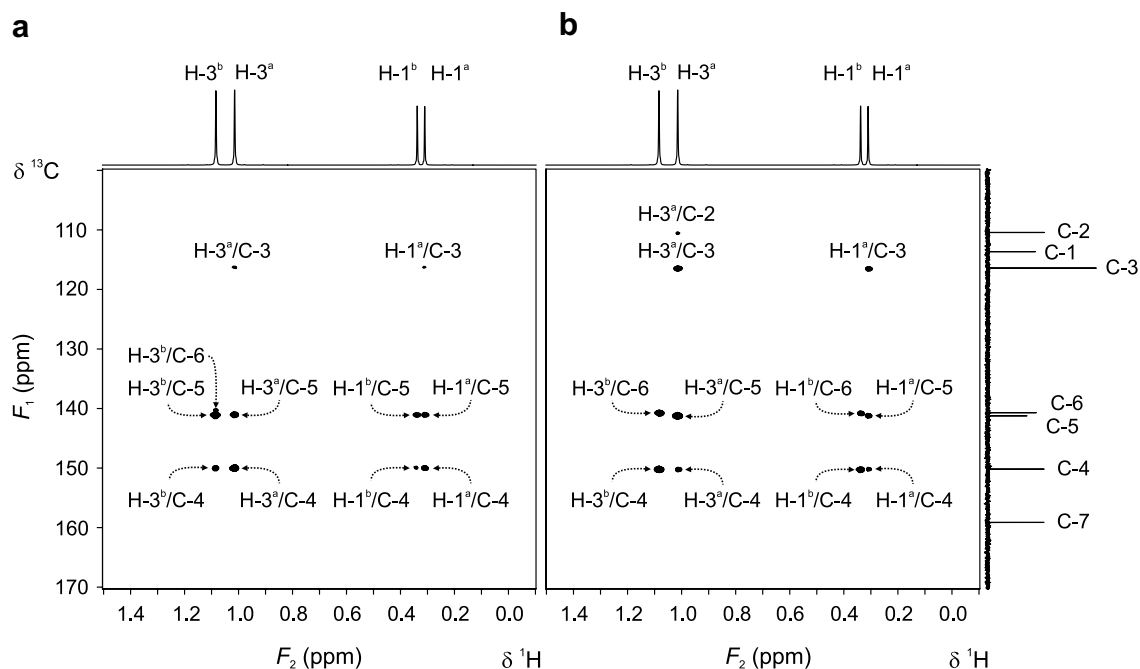 a
b
H-3ᵇ H-3ᵃ
H-1ᵇ H-1ᵃ
H-3ᵇ H-3ᵃ
H-1ᵇ H-1ᵃ
δ ¹³C
110
120
130
140
150
160
170
F₁ (ppm)
H-3ᵃ/C-3
H-1ᵃ/C-3
H-3ᵇ/C-6
H-3ᵇ/C-5
H-3ᵃ/C-5
H-1ᵇ/C-5
H-1ᵃ/C-5
H-3ᵇ/C-4
H-3ᵃ/C-4
H-1ᵇ/C-4
H-1ᵃ/C-4
H-3ᵃ/C-2
H-3ᵃ/C-3
H-1ᵃ/C-3
H-3ᵇ/C-6
H-3ᵃ/C-5
H-1ᵇ/C-6
H-1ᵃ/C-5
H-3ᵇ/C-4
H-3ᵃ/C-4
H-1ᵇ/C-4
H-1ᵃ/C-4
C-2
C-1
C-3
C-6
C-5
C-4
C-7
1.4 1.2 1.0 0.8 0.6 0.4 0.2 0.0
1.4 1.2 1.0 0.8 0.6 0.4 0.2 0.0
F₂ (ppm)
δ ¹H
F₂ (ppm)
δ ¹H